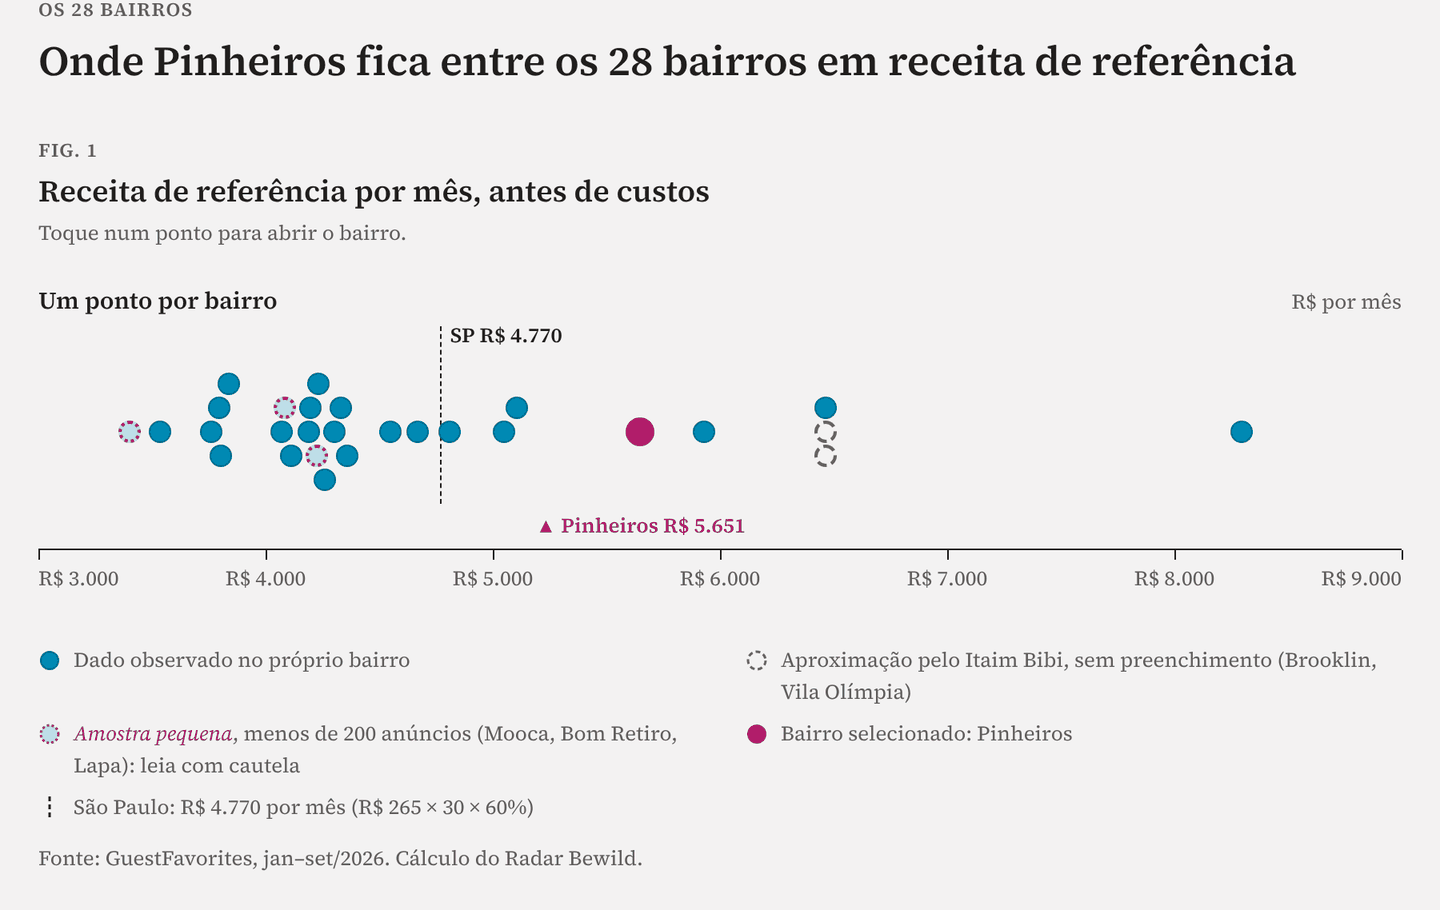 OS 28 BAIRROS
Onde Pinheiros fica entre os 28 bairros em receita de referência
FIG. 1
Receita de referência por mês, antes de custos
Toque num ponto para abrir o bairro.
Um ponto por bairro
R$ por mês
SP R$ 4.770
▲ Pinheiros R$ 5.651
R$ 3.000
R$ 4.000
R$ 5.000
R$ 6.000
R$ 7.000
R$ 8.000
R$ 9.000
Dado observado no próprio bairro
Aproximação pelo Itaim Bibi, sem preenchimento (Brooklin,
Vila Olímpia)
Amostra pequena, menos de 200 anúncios (Mooca, Bom Retiro,
Lapa): leia com cautela
Bairro selecionado: Pinheiros
São Paulo: R$ 4.770 por mês (R$ 265 × 30 × 60%)
Fonte: GuestFavorites, jan–set/2026. Cálculo do Radar Bewild.